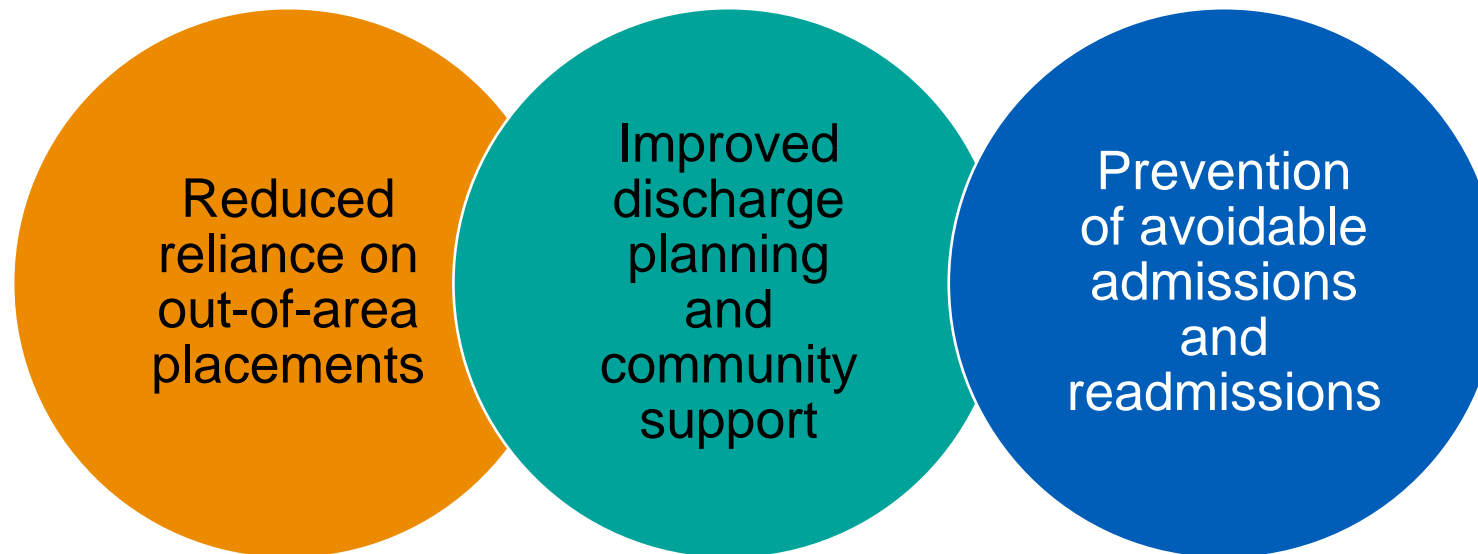 Reduced
reliance on
out-of-area
placements
Improved
discharge
planning
and
community
support
Prevention
of avoidable
admissions
and
readmissions